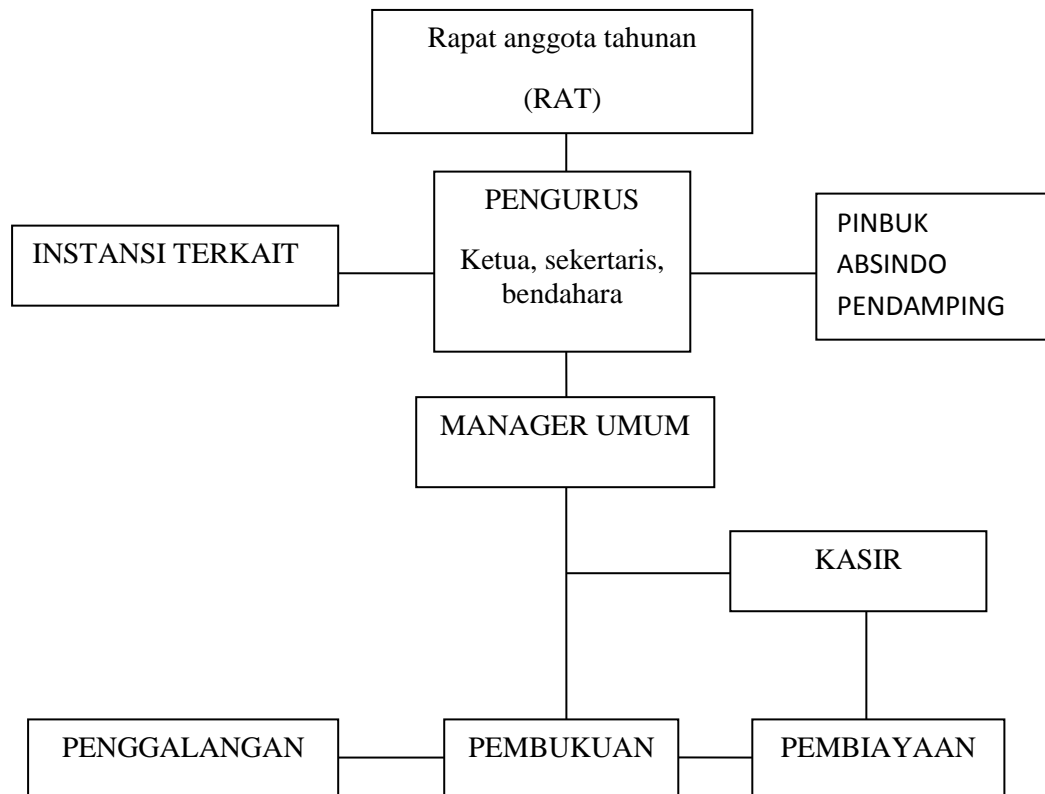 Rapat anggota tahunan
(RAT)
PENGURUS
Ketua, sekertaris,
bendahara
INSTANSI TERKAIT
PINBUK
ABSINDO
PENDAMPING
MANAGER UMUM
KASIR
PENGGALANGAN
PEMBUKUAN
PEMBIAYAAN